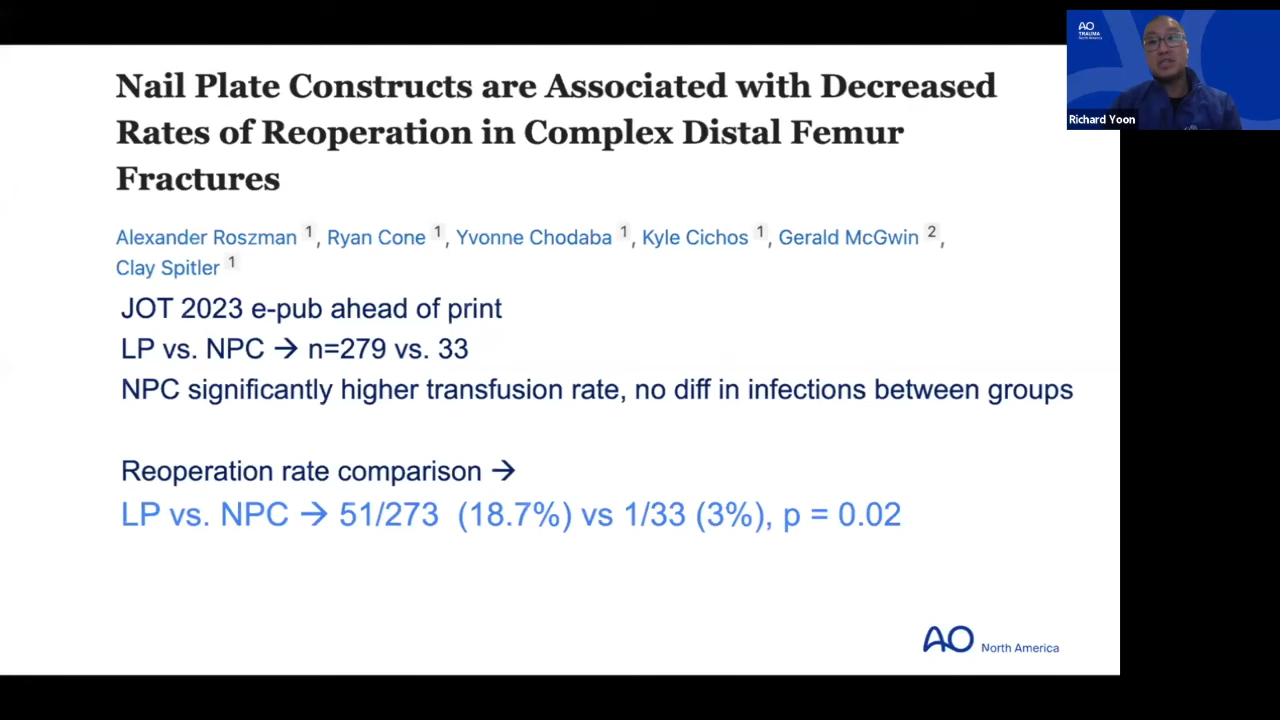 Nail Plate Constructs are Associated with Decreased
Rates of Reoperation in Complex Distal Femur
Fractures
Alexander Roszman 1, Ryan Cone 1, Yvonne Chodaba 1, Kyle Cichos 1, Gerald McGwin 2,
Clay Spitler 1
JOT 2023 e-pub ahead of print
LP vs. NPC → n=279 vs. 33
NPC significantly higher transfusion rate, no diff in infections between groups
Reoperation rate comparison →
LP vs. NPC → 51/273 (18.7%) vs 1/33 (3%), p = 0.02
AO North America
AO
TRAUMA
North America
Richard Yoon